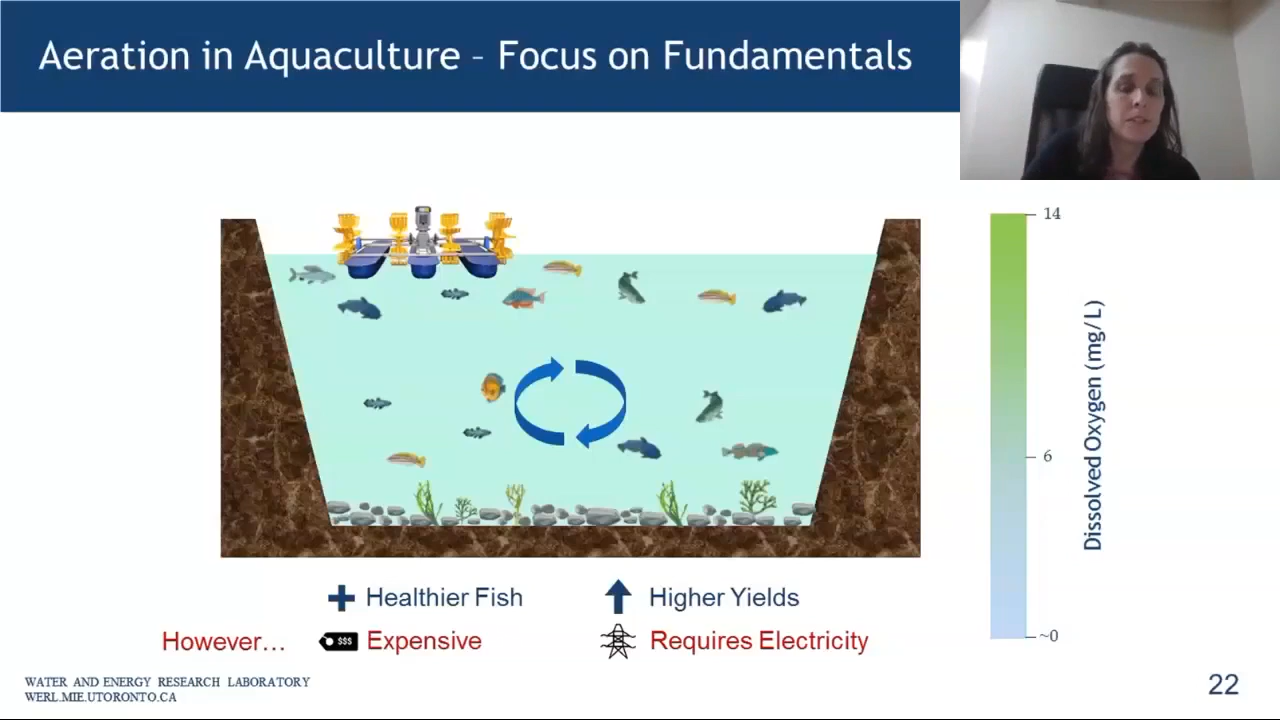 Aeration in Aquaculture – Focus on Fundamentals
14
6
~0
Dissolved Oxygen (mg/L)
Healthier Fish
Higher Yields
However…
$$$
Expensive
Requires Electricity
WATER AND ENERGY RESEARCH LABORATORY
WERL.MIE.UTORONTO.CA
22